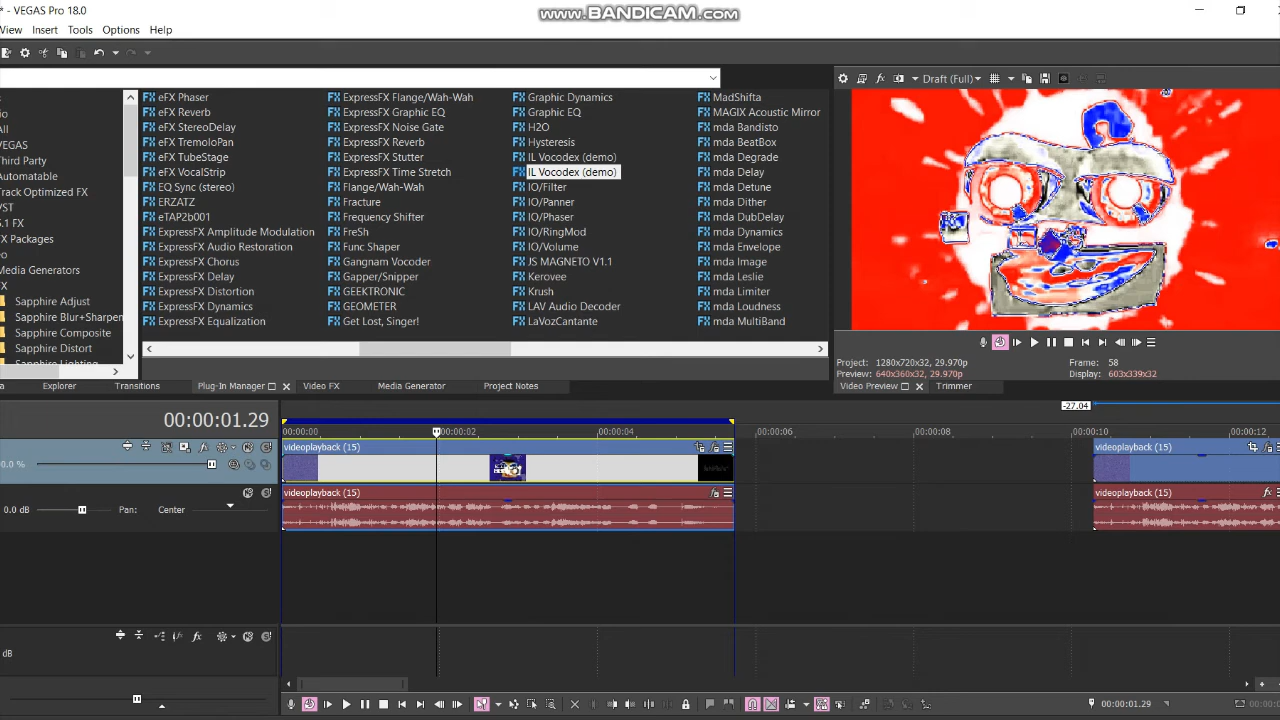 * - VEGAS Pro 18.0
www.BANDICAM.com
View Insert Tools Options Help
eFX Phaser
eFX Reverb
eFX StereoDelay
eFX TremoloPan
eFX TubeStage
eFX VocalStrip
EQ Sync (stereo)
ERZATZ
eTAP2b001
ExpressFX Amplitude Modulation
ExpressFX Audio Restoration
ExpressFX Chorus
ExpressFX Delay
ExpressFX Distortion
ExpressFX Dynamics
ExpressFX Equalization
ExpressFX Flange/Wah-Wah
ExpressFX Graphic EQ
ExpressFX Noise Gate
ExpressFX Reverb
ExpressFX Stutter
ExpressFX Time Stretch
Flange/Wah-Wah
Fracture
Frequency Shifter
FreSh
Func Shaper
Gangnam Vocoder
Gapper/Snipper
GEEKTRONIC
GEOMETER
Get Lost, Singer!
Graphic Dynamics
Graphic EQ
H2O
Hysteresis
IL Vocodex (demo)
IL Vocodex (demo)
IO/Filter
IO/Panner
IO/Phaser
IO/RingMod
IO/Volume
JS MAGNETO V1.1
Kerovee
Krush
LAV Audio Decoder
LaVozCantante
MadShifta
MAGIX Acoustic Mirror
mda Bandisto
mda BeatBox
mda Degrade
mda Delay
mda Detune
mda Dither
mda DubDelay
mda Dynamics
mda Envelope
mda Image
mda Leslie
mda Limiter
mda Loudness
mda MultiBand
All
VEGAS
Third Party
Automatable
Track Optimized FX
VST
5.1 FX
FX Packages
Media Generators
FX
Sapphire Adjust
Sapphire Blur+Sharpen
Sapphire Composite
Sapphire Distort
Sapphire Lighting
Explorer Transitions Plug-In Manager Video FX Media Generator Project Notes
Draft (Full)
Project: 1280x720x32, 29.970p
Preview: 640x360x32, 29.970p
Frame: 58
Display: 603x339x32
Video Preview Trimmer
00:00:01.29
-27.04
00:00:00 00:00:02 00:00:04 00:00:06 00:00:08 00:00:10 00:00:12
videoplayback (15) videoplayback (15)
0.0 %
videoplayback (15) videoplayback (15)
0.0 dB Pan: Center
dB
00:00:01.29